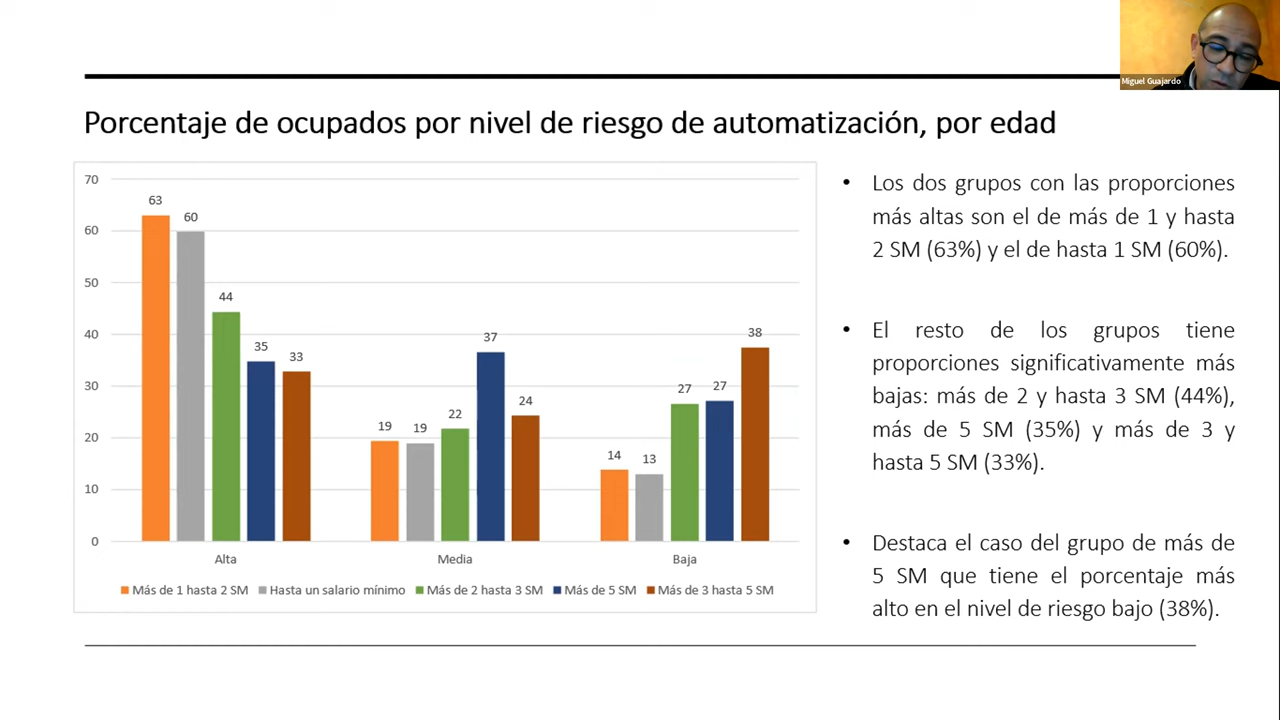 Miguel Guajardo
Porcentaje de ocupados por nivel de riesgo de automatización, por edad
70
60
50
40
30
20
10
0
63
60
44
35
33
19
19
22
37
24
14
13
27
27
38
Alta
Media
Baja
Más de 1 hasta 2 SM
Hasta un salario mínimo
Más de 2 hasta 3 SM
Más de 5 SM
Más de 3 hasta 5 SM
• Los dos grupos con las proporciones
más altas son el de más de 1 y hasta
2 SM (63%) y el de hasta 1 SM (60%).
• El resto de los grupos tiene
proporciones significativamente más
bajas: más de 2 y hasta 3 SM (44%),
más de 5 SM (35%) y más de 3 y
hasta 5 SM (33%).
• Destaca el caso del grupo de más de
5 SM que tiene el porcentaje más
alto en el nivel de riesgo bajo (38%).